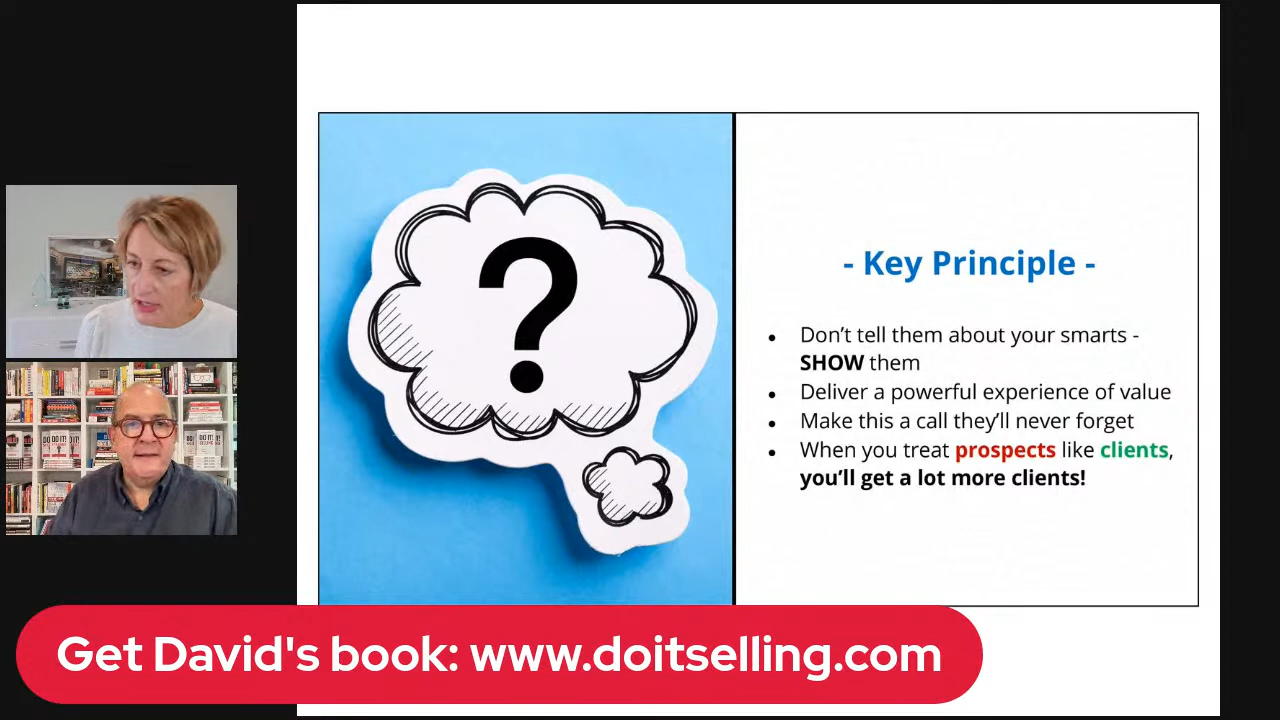 ?
- Key Principle -
• Don’t tell them about your smarts -
SHOW them
• Deliver a powerful experience of value
• Make this a call they’ll never forget
• When you treat prospects like clients,
you’ll get a lot more clients!
Get David's book: www.doitselling.com